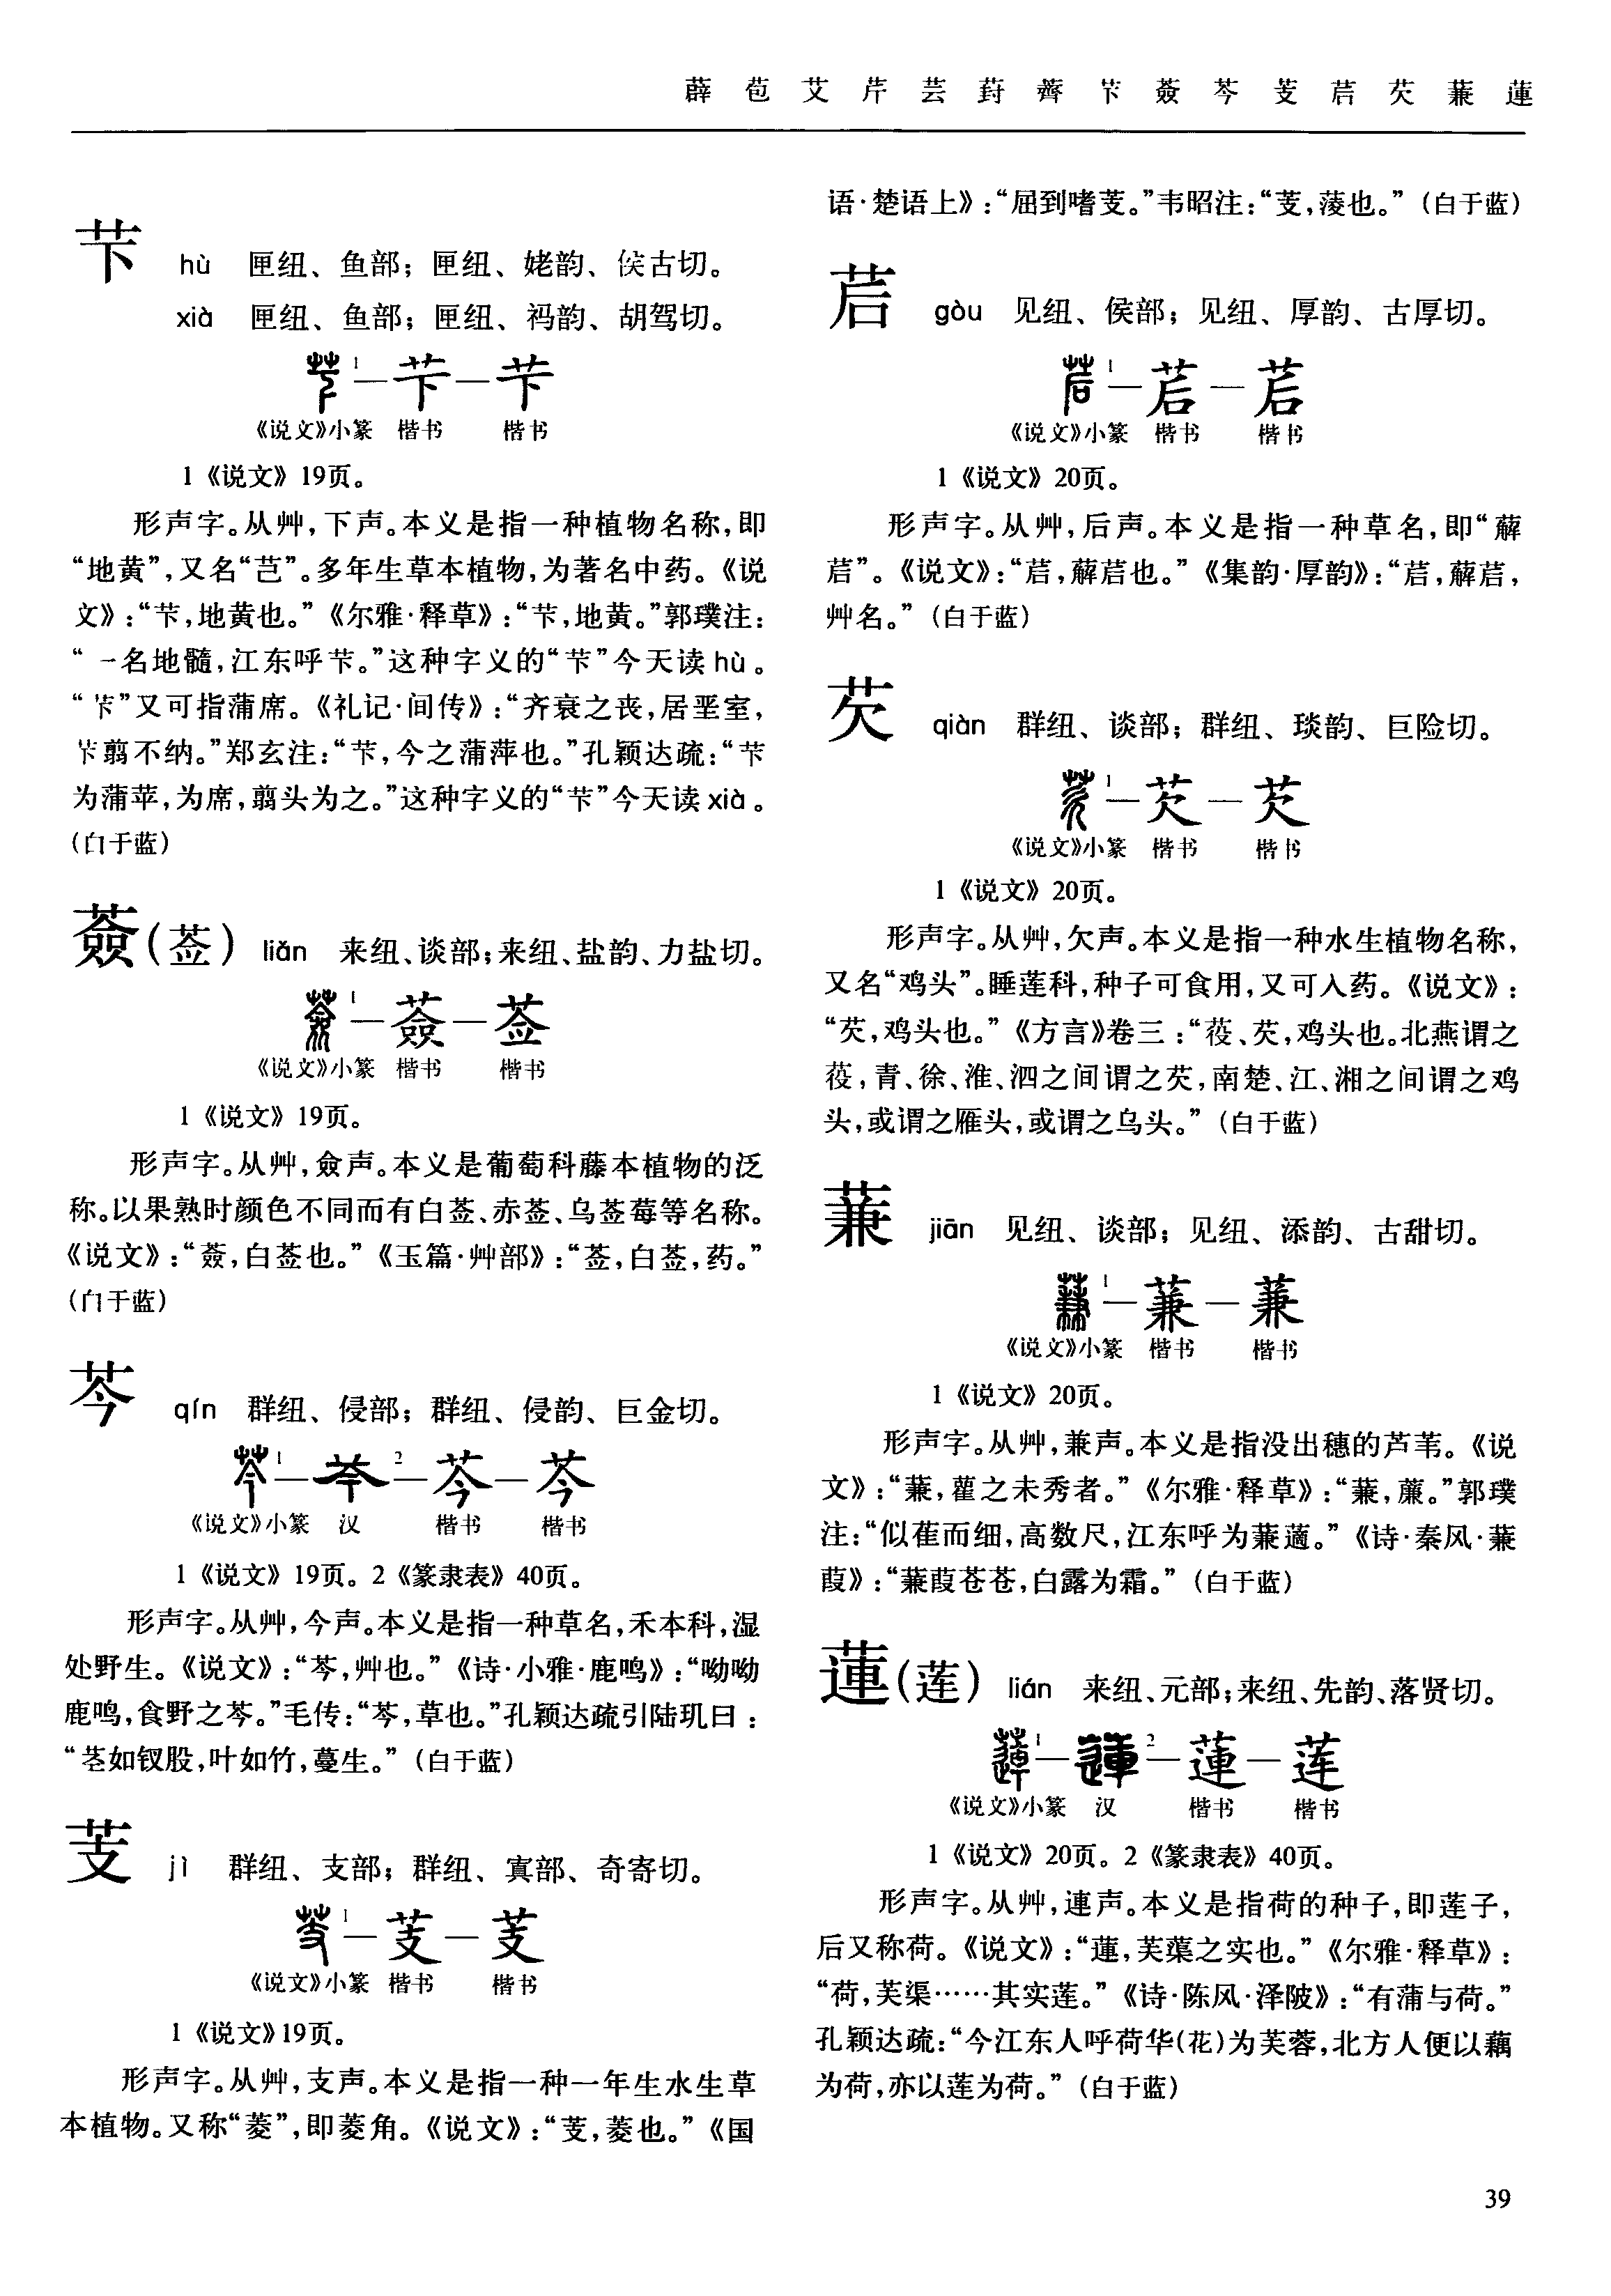 薜 苞 艾 芹 芸 葑 薺 芐 薟 芩 芰 茩 芡 蒹 蓮
芐 hù 匣纽、鱼部；匣纽、姥韵、侯古切。
xià 匣纽、鱼部；匣纽、祃韵、胡驾切。
1—芐—芐
《说文》小篆 楷书 楷书
1《说文》19页。
形声字。从艸，下声。本义是指一种植物名称，即
“地黄”，又名“芑”。多年生草本植物，为著名中药。《说
文》：“芐，地黄也。”《尔雅·释草》：“芐，地黄。”郭璞注：
“一名地髓，江东呼芐。”这种字义的“芐”今天读hù。
“芐”又可指蒲席。《礼记·间传》：“齐衰之丧，居垩室，
芐翦不纳。”郑玄注：“芐，今之蒲萍也。”孔颖达疏：“芐
为蒲苹，为席，翦头为之。”这种字义的“芐”今天读xià。
（白于蓝）
薟（莶） liǎn 来纽、谈部；来纽、盐韵、力盐切。
1—薟—莶
《说文》小篆 楷书 楷书
1《说文》19页。
形声字。从艸，僉声。本义是葡萄科藤本植物的泛
称。以果熟时颜色不同而有白莶、赤莶、乌莶莓等名称。
《说文》：“薟，白莶也。”《玉篇·艸部》：“莶，白莶，药。”
（白于蓝）
芩 qín 群纽、侵部；群纽、侵韵、巨金切。
1—2—芩—芩
《说文》小篆 汉 楷书 楷书
1《说文》19页。2《篆隶表》40页。
形声字。从艸，今声。本义是指一种草名，禾本科，湿
处野生。《说文》：“芩，艸也。”《诗·小雅·鹿鸣》：“呦呦
鹿鸣，食野之芩。”毛传：“芩，草也。”孔颖达疏引陆玑曰：
“茎如钗股，叶如竹，蔓生。”（白于蓝）
芰 jì 群纽、支部；群纽、寘部、奇寄切。
1—芰—芰
《说文》小篆 楷书 楷书
1《说文》19页。
形声字。从艸，支声。本义是指一种一年生水生草
本植物。又称“菱”，即菱角。《说文》：“芰，菱也。”《国
语·楚语上》：“屈到嗜芰。”韦昭注：“芰，蓤也。”（白于蓝）
茩 gòu 见纽、侯部；见纽、厚韵、古厚切。
1—茩—茩
《说文》小篆 楷书 楷书
1《说文》20页。
形声字。从艸，后声。本义是指一种草名，即“薢
茩”。《说文》：“茩，薢茩也。”《集韵·厚韵》：“茩，薢茩，
艸名。”（白于蓝）
芡 qiàn 群纽、谈部；群纽、琰韵、巨险切。
1—芡—芡
《说文》小篆 楷书 楷书
1《说文》20页。
形声字。从艸，欠声。本义是指一种水生植物名称，
又名“鸡头”。睡莲科，种子可食用，又可入药。《说文》：
“芡，鸡头也。”《方言》卷三：“葰、芡，鸡头也。北燕谓之
葰，青、徐、淮、泗之间谓之芡，南楚、江、湘之间谓之鸡
头，或谓之雁头，或谓之乌头。”（白于蓝）
蒹 jiān 见纽、谈部；见纽、添韵、古甜切。
1—蒹—蒹
《说文》小篆 楷书 楷书
1《说文》20页。
形声字。从艸，兼声。本义是指没出穗的芦苇。《说
文》：“蒹，雚之未秀者。”《尔雅·释草》：“蒹，薕。”郭璞
注：“似萑而细，高数尺，江东呼为蒹藡。”《诗·秦风·蒹
葭》：“蒹葭苍苍，白露为霜。”（白于蓝）
蓮（莲） lián 来纽、元部；来纽、先韵、落贤切。
1—2—蓮—莲
《说文》小篆 汉 楷书 楷书
1《说文》20页。2《篆隶表》40页。
形声字。从艸，連声。本义是指荷的种子，即莲子，
后又称荷。《说文》：“蓮，芙蕖之实也。”《尔雅·释草》：
“荷，芙渠……其实莲。”《诗·陈风·泽陂》：“有蒲与荷。”
孔颖达疏：“今江东人呼荷华(花)为芙蓉，北方人便以藕
为荷，亦以莲为荷。”（白于蓝）
39